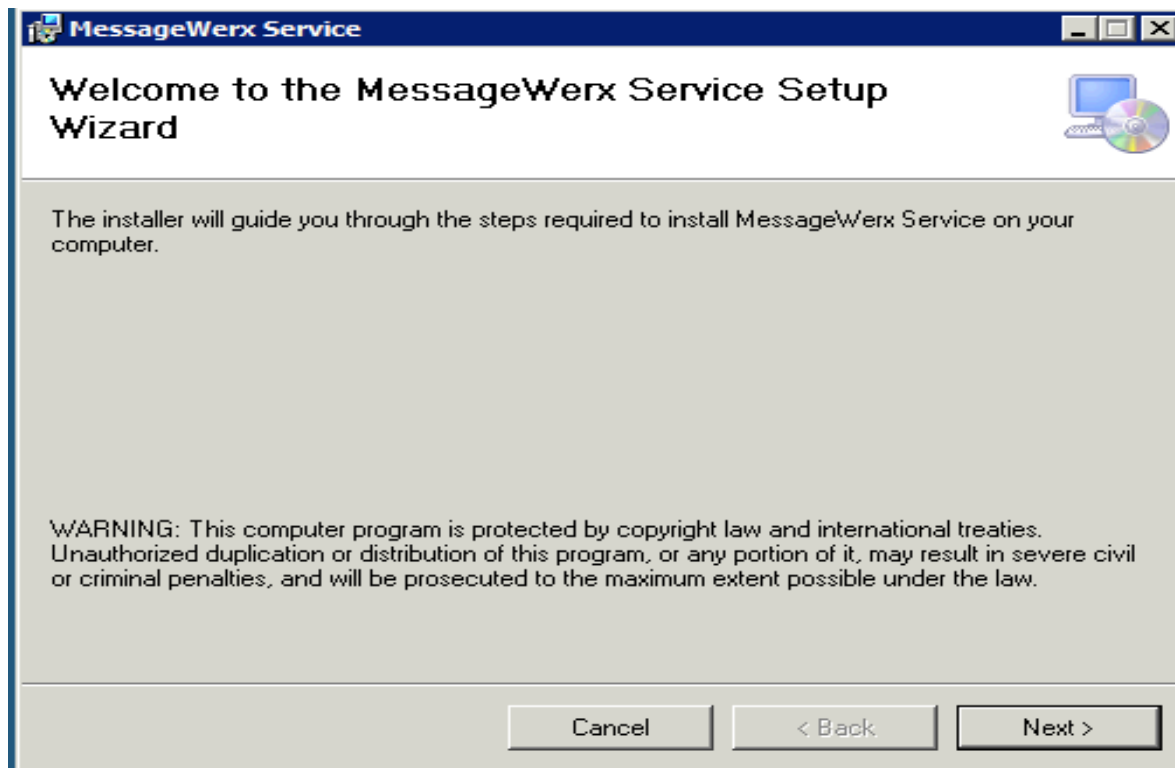 MessageWerx Service
Welcome to the MessageWerx Service Setup
Wizard
The installer will guide you through the steps required to install MessageWerx Service on your
computer.
WARNING: This computer program is protected by copyright law and international treaties.
Unauthorized duplication or distribution of this program, or any portion of it, may result in severe civil
or criminal penalties, and will be prosecuted to the maximum extent possible under the law.
Cancel
< Back
Next >